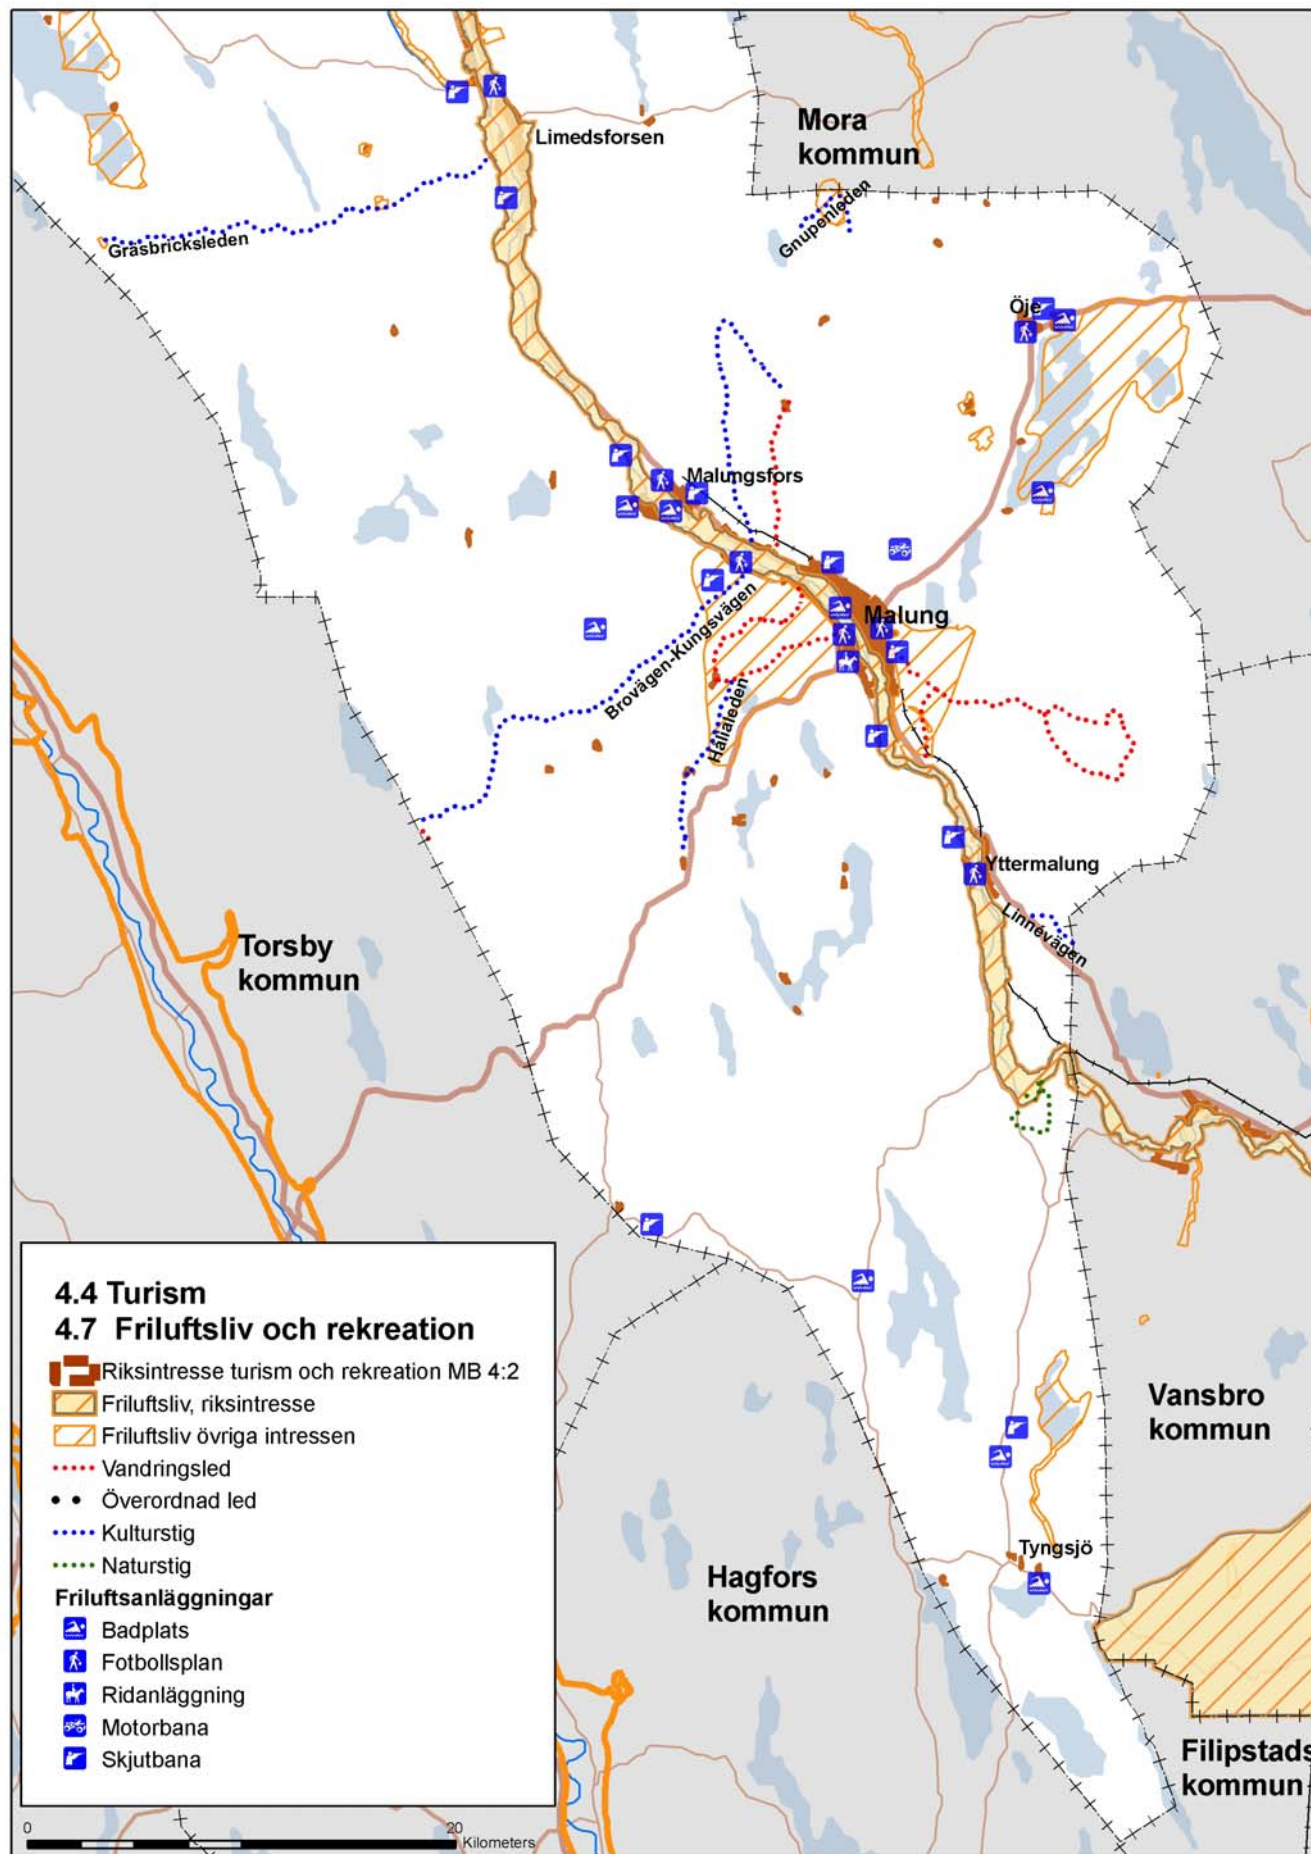 Mora
kommun
Limedsforsen
Gräsbricksleden
Gnupenleden
Öje
Malungsfors
Malung
Brovägen-Kungsvägen
Yttermalung
Linnévägen
Torsby
kommun
4.4 Turism
4.7 Friluftsliv och rekreation
Riksintresse turism och rekreation MB 4:2
Friluftsliv, riksintresse
Friluftsliv övriga intressen
Vandringsled
Överordnad led
Kulturstig
Naturstig
Friluftsanläggningar
Badplats
Fotbollsplan
Ridanläggning
Motorbana
Skjutbana
Vansbro
kommun
Tyngsjö
Hagfors
kommun
Filipstads
kommun
0 20
Kilometers